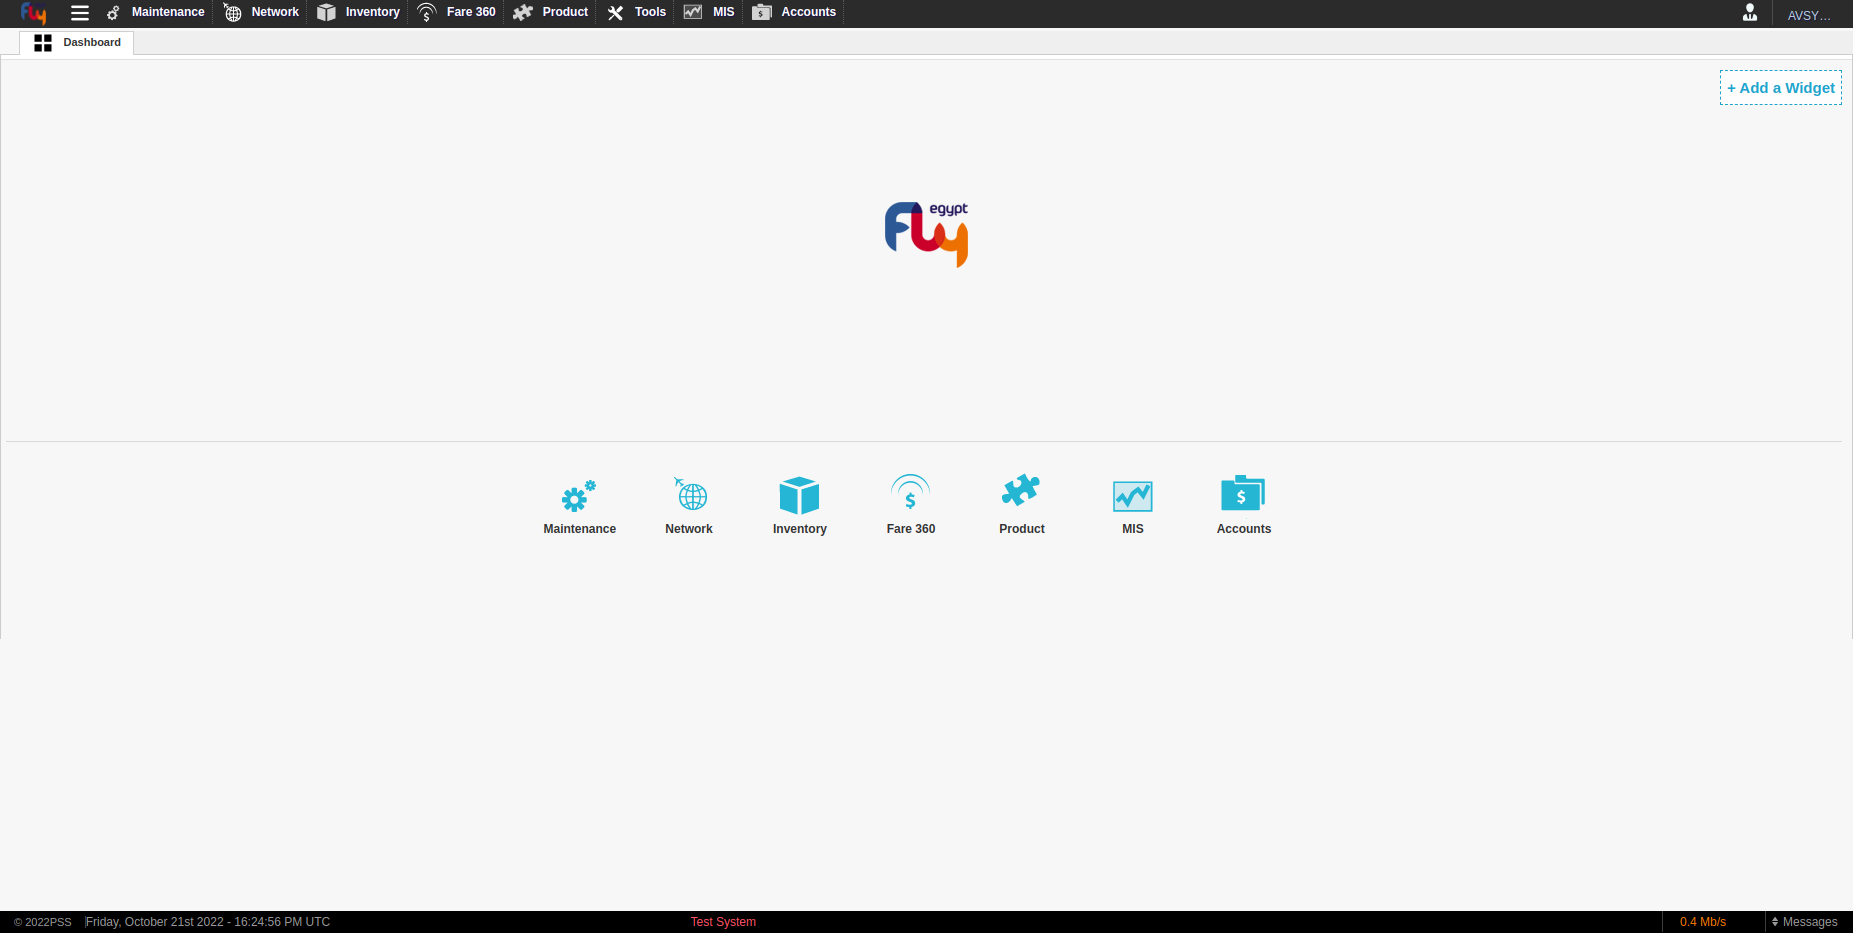 Fly Maintenance Network Inventory Fare 360 Product Tools MIS Accounts AVSY…
Dashboard
+ Add a Widget
egypt
Fly
Maintenance Network Inventory Fare 360 Product MIS Accounts
© 2022PSS Friday, October 21st 2022 - 16:24:56 PM UTC Test System 0.4 Mb/s Messages